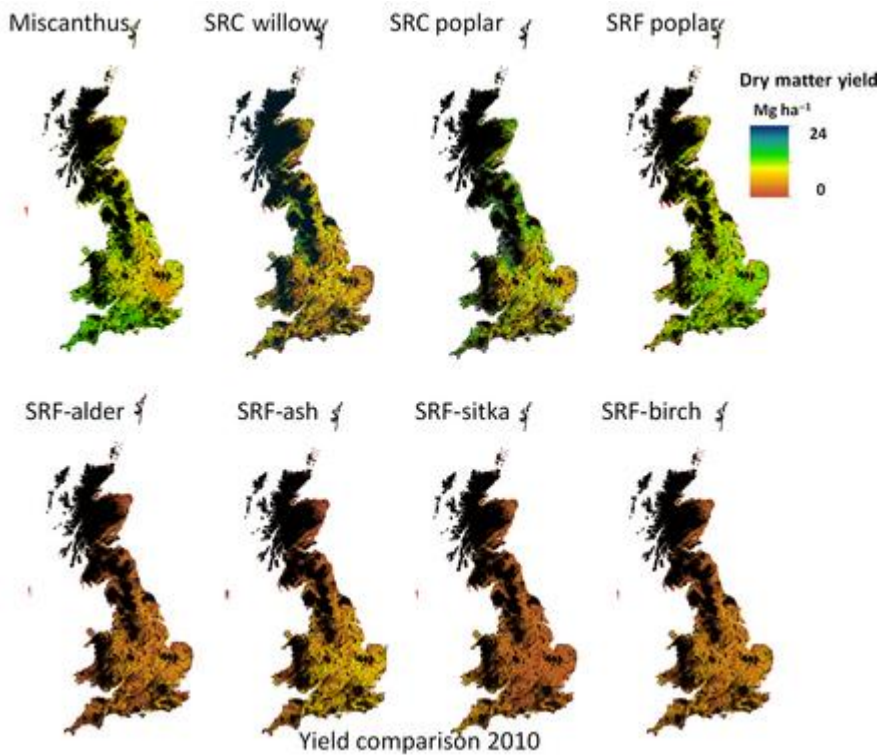 Miscanthus
SRC willow
SRC poplar
SRF poplar
Dry matter yield
Mg ha⁻¹
24
0
SRF-alder
SRF-ash
SRF-sitka
SRF-birch
Yield comparison 2010